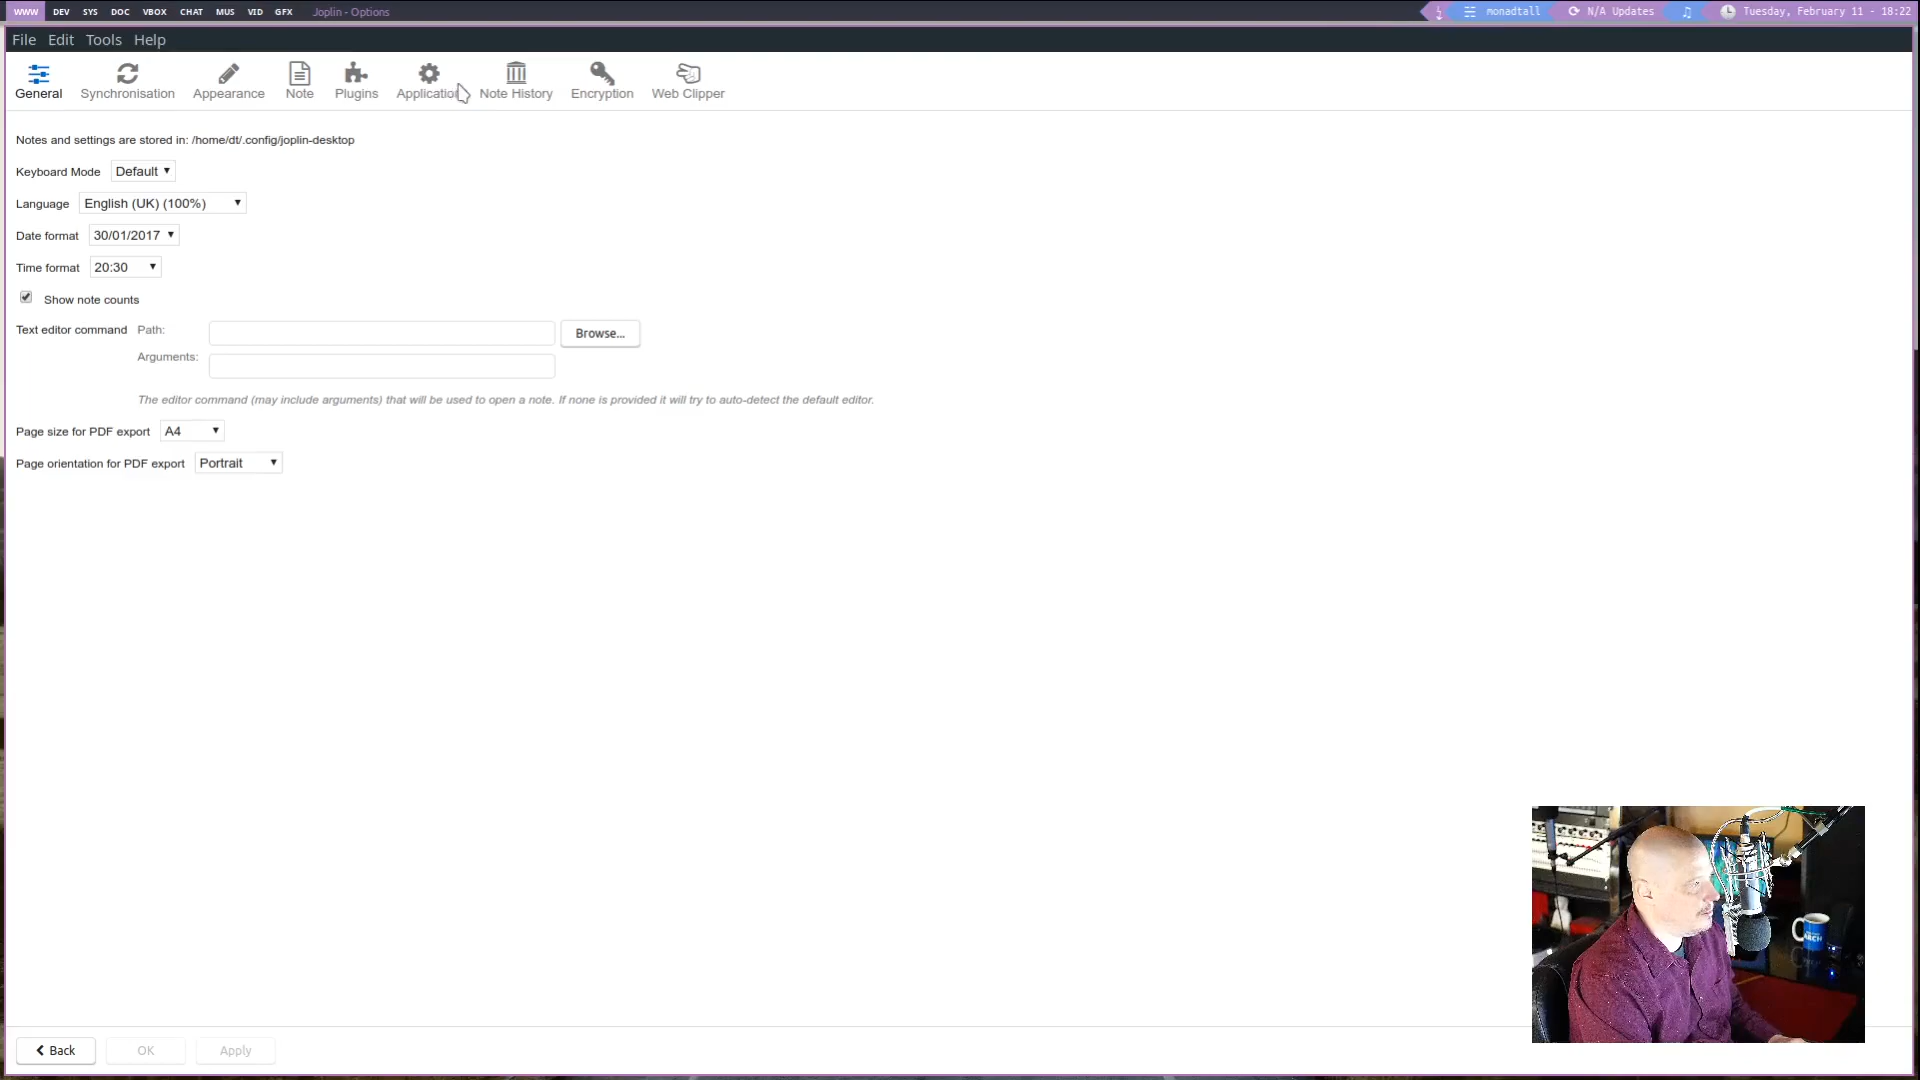 WWW DEV SYS DOC VBOX CHAT MUS VID GFX Joplin - Options monadtall N/A Updates Tuesday, February 11 - 18:22
File Edit Tools Help
General Synchronisation Appearance Note Plugins Application Note History Encryption Web Clipper
Notes and settings are stored in: /home/dt/.config/joplin-desktop
Keyboard Mode Default
Language English (UK) (100%)
Date format 30/01/2017
Time format 20:30
Show note counts
Text editor command Path: Browse...
Arguments:
The editor command (may include arguments) that will be used to open a note. If none is provided it will try to auto-detect the default editor.
Page size for PDF export A4
Page orientation for PDF export Portrait
ARCH
Back OK Apply